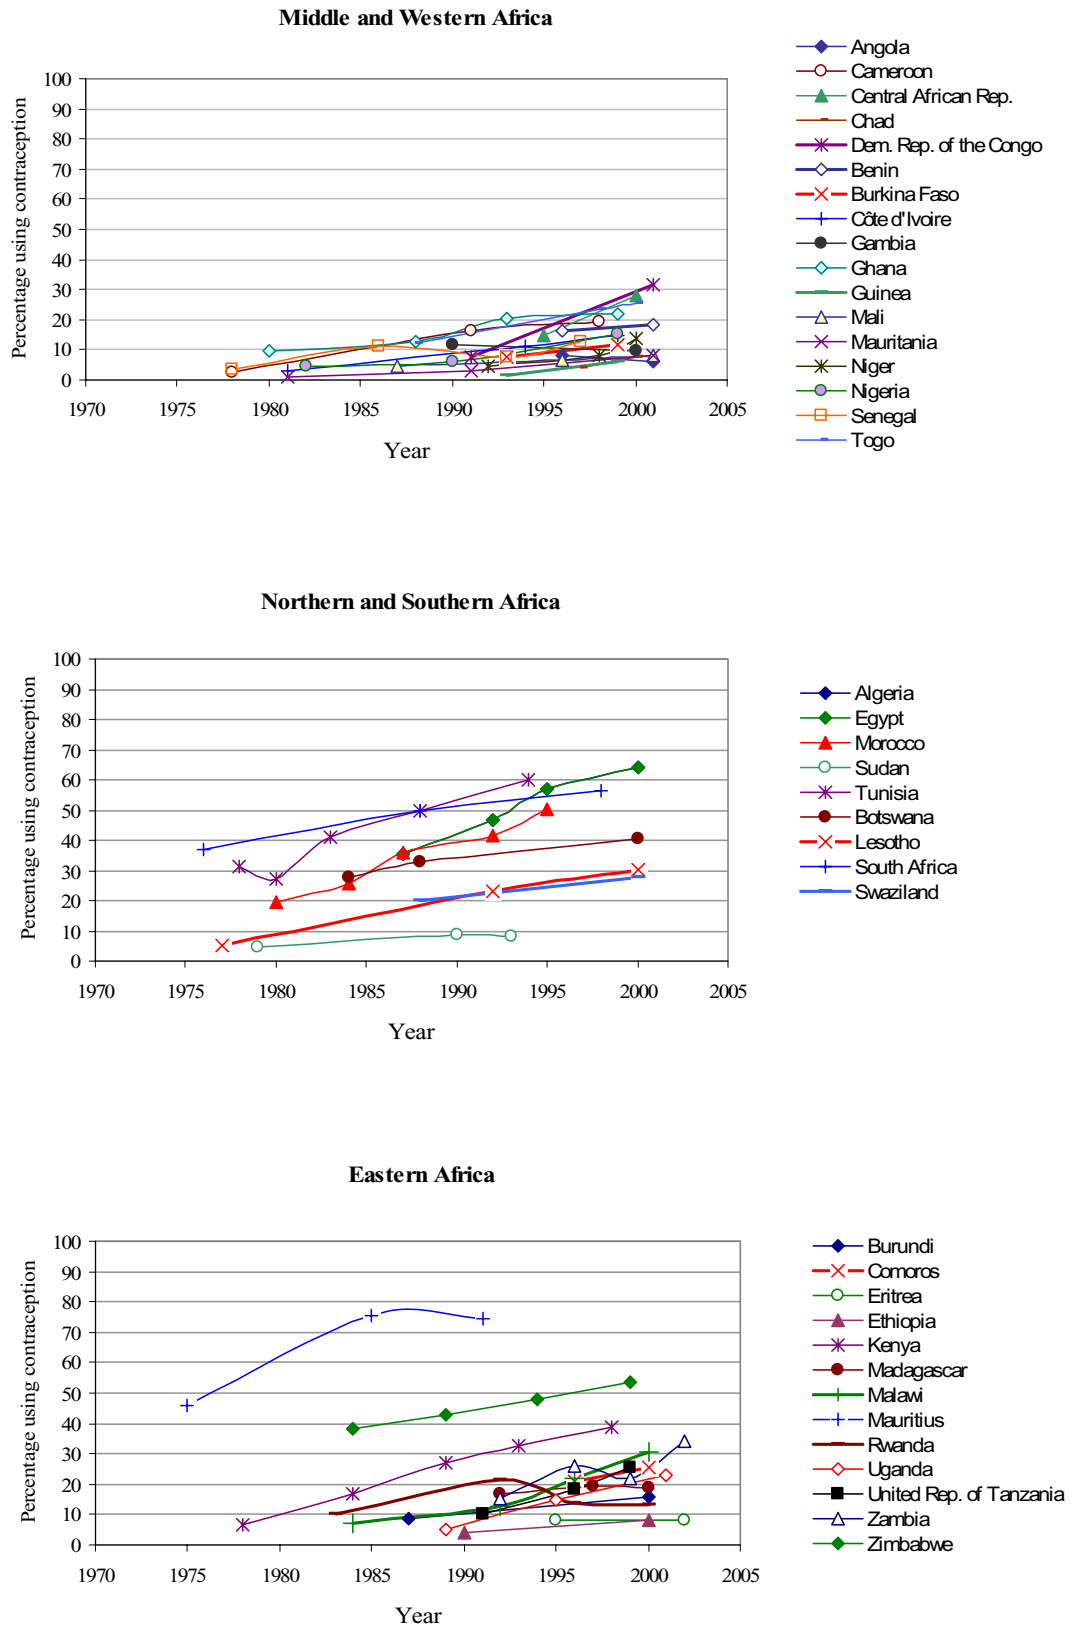 Middle and Western Africa
Percentage using contraception
100
90
80
70
60
50
40
30
20
10
0
1970 1975 1980 1985 1990 1995 2000 2005
Year
Angola
Cameroon
Central African Rep.
Chad
Dem. Rep. of the Congo
Benin
Burkina Faso
Côte d'Ivoire
Gambia
Ghana
Guinea
Mali
Mauritania
Niger
Nigeria
Senegal
Togo
Northern and Southern Africa
Percentage using contraception
100
90
80
70
60
50
40
30
20
10
0
1970 1975 1980 1985 1990 1995 2000 2005
Year
Algeria
Egypt
Morocco
Sudan
Tunisia
Botswana
Lesotho
South Africa
Swaziland
Eastern Africa
Percentage using contraception
100
90
80
70
60
50
40
30
20
10
0
1970 1975 1980 1985 1990 1995 2000 2005
Year
Burundi
Comoros
Eritrea
Ethiopia
Kenya
Madagascar
Malawi
Mauritius
Rwanda
Uganda
United Rep. of Tanzania
Zambia
Zimbabwe